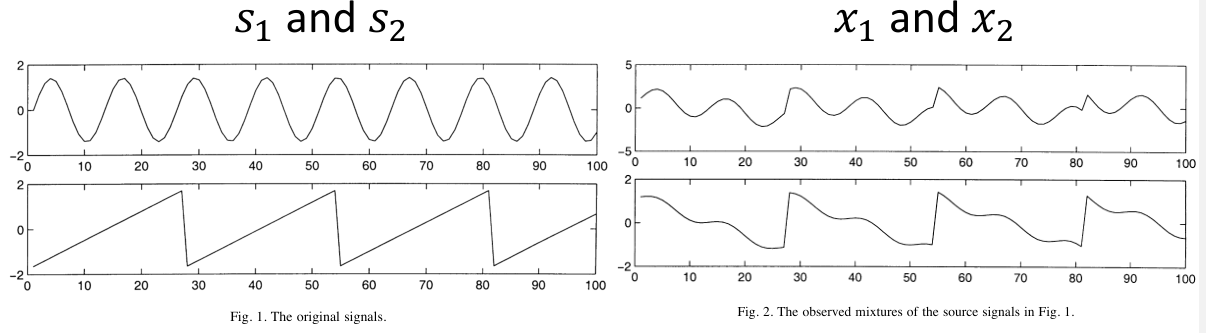 s₁ and s₂
2
0
−2
0 10 20 30 40 50 60 70 80 90 100
2
0
−2
0 10 20 30 40 50 60 70 80 90 100
Fig. 1. The original signals.
x₁ and x₂
5
0
−5
0 10 20 30 40 50 60 70 80 90 100
2
0
−2
0 10 20 30 40 50 60 70 80 90 100
Fig. 2. The observed mixtures of the source signals in Fig. 1.